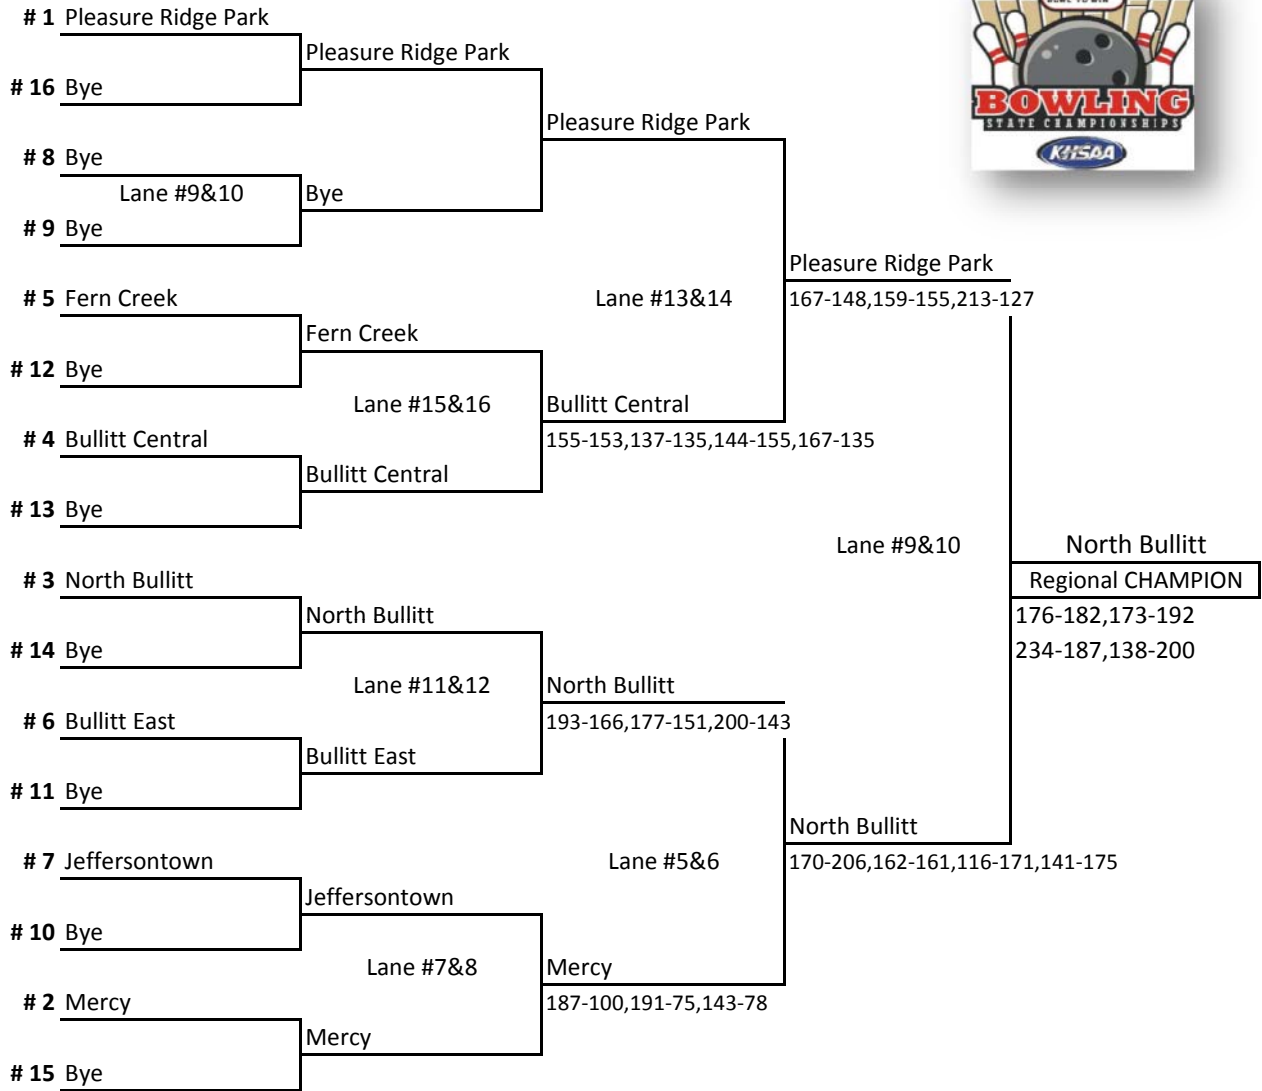 # 1 Pleasure Ridge Park
Pleasure Ridge Park
# 16 Bye
Pleasure Ridge Park
# 8 Bye
Lane #9&10
Bye
# 9 Bye
Pleasure Ridge Park
167-148,159-155,213-127
Lane #13&14
# 5 Fern Creek
Fern Creek
# 12 Bye
Lane #15&16
Bullitt Central
155-153,137-135,144-155,167-135
# 4 Bullitt Central
Bullitt Central
# 13 Bye
Lane #9&10
North Bullitt
Regional CHAMPION
176-182,173-192
234-187,138-200
# 3 North Bullitt
North Bullitt
# 14 Bye
Lane #11&12
North Bullitt
193-166,177-151,200-143
# 6 Bullitt East
Bullitt East
# 11 Bye
North Bullitt
170-206,162-161,116-171,141-175
Lane #5&6
# 7 Jeffersontown
Jeffersontown
# 10 Bye
Lane #7&8
Mercy
187-100,191-75,143-78
# 2 Mercy
Mercy
# 15 Bye
BOWLING
STATE CHAMPIONSHIPS
KHSAA